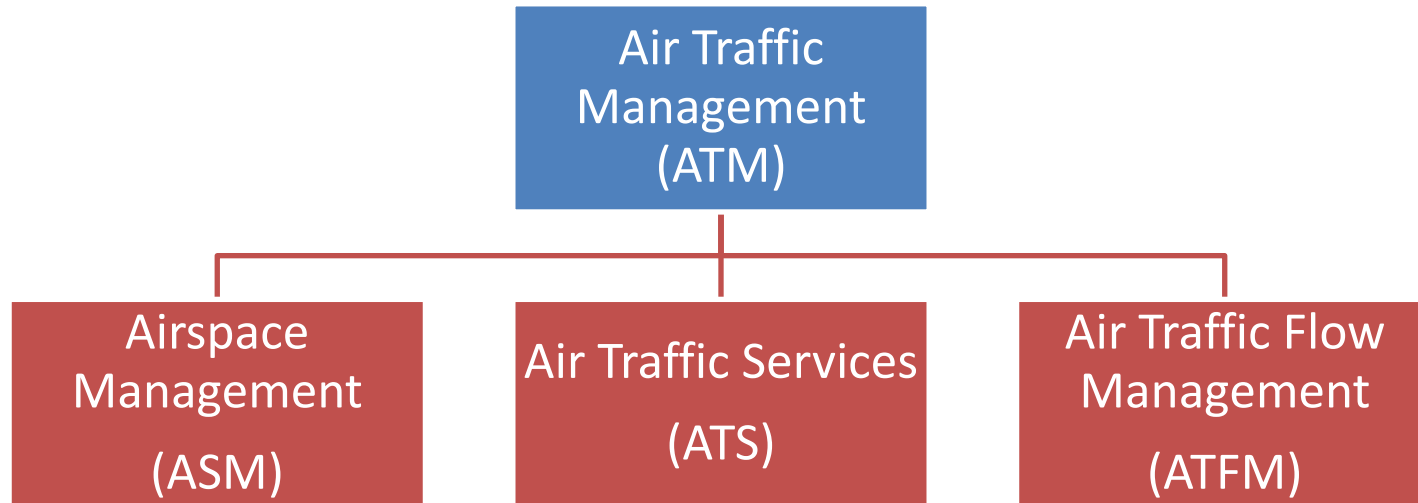 Air Traffic
Management
(ATM)
Airspace
Management
(ASM)
Air Traffic Services
(ATS)
Air Traffic Flow
Management
(ATFM)